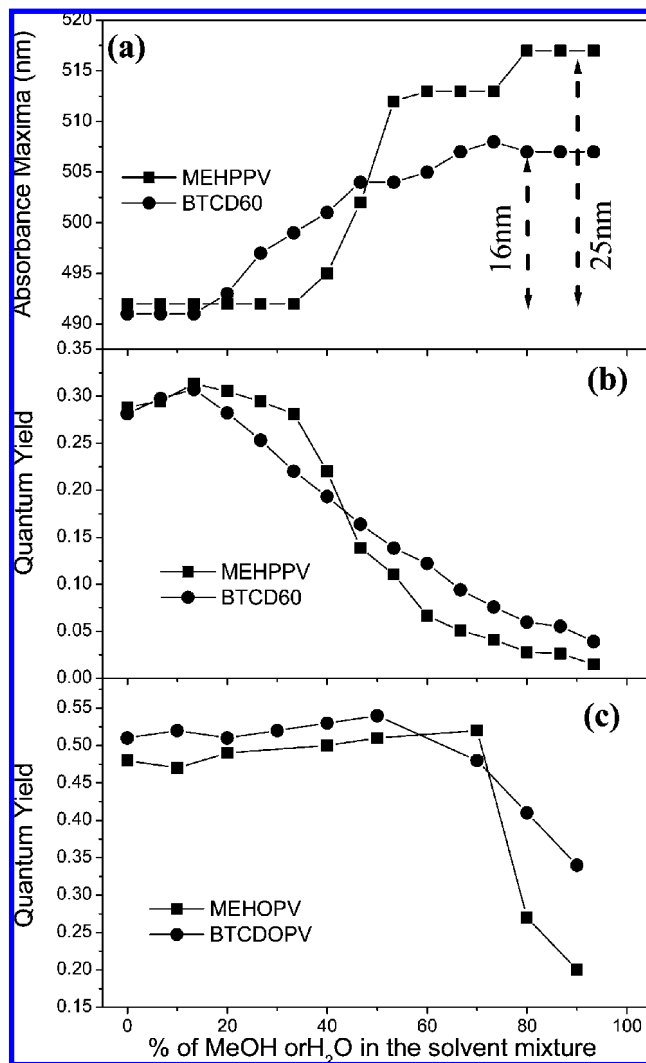 (a)
Absorbance Maxima (nm)
520
515
510
505
500
495
490
0.35
MEHPPV
BTCD60
16nm
25nm
(b)
Quantum Yield
0.30
0.25
0.20
0.15
0.10
0.05
0.00
MEHPPV
BTCD60
(c)
Quantum Yield
0.55
0.50
0.45
0.40
0.35
0.30
0.25
0.20
0.15
MEHOPV
BTCDOPV
0 20 40 60 80 100
% of MeOH orH₂O in the solvent mixture